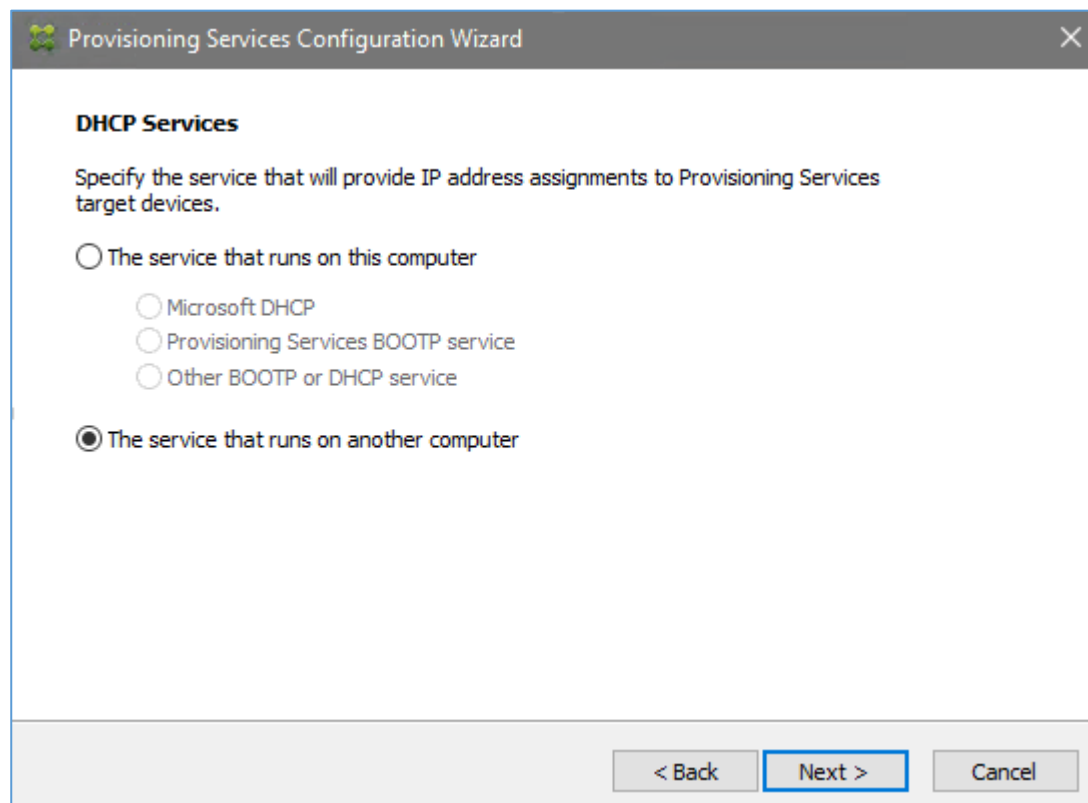 Provisioning Services Configuration Wizard
DHCP Services
Specify the service that will provide IP address assignments to Provisioning Services
target devices.
The service that runs on this computer
Microsoft DHCP
Provisioning Services BOOTP service
Other BOOTP or DHCP service
The service that runs on another computer
< Back Next > Cancel